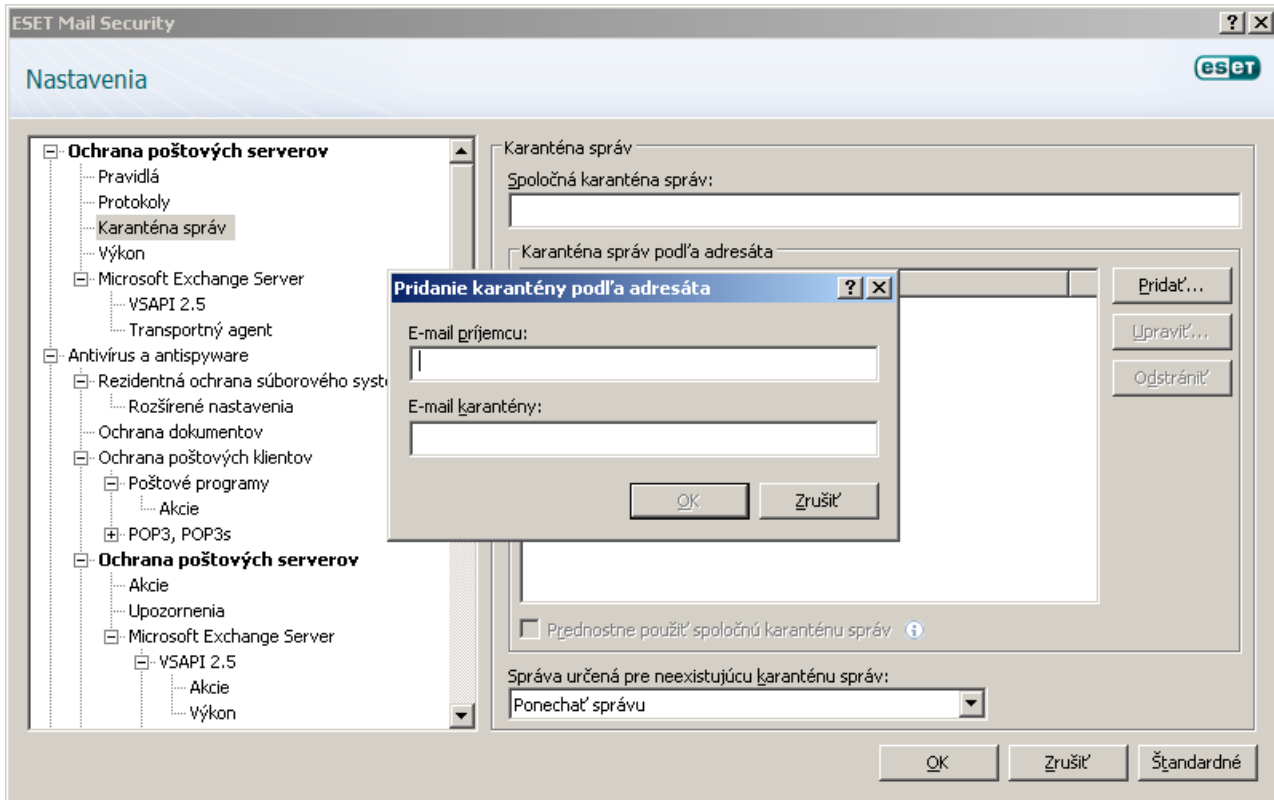 ESET Mail Security
Nastavenia
eset
Ochrana poštových serverov
Pravidlá
Protokoly
Karanténa správ
Výkon
Microsoft Exchange Server
VSAPI 2.5
Transportný agent
Antivírus a antispyware
Rezidentná ochrana súborového
Rozšírené nastavenia
Ochrana dokumentov
Ochrana poštových klientov
Poštové programy
Akcie
POP3, POP3s
Ochrana poštových serverov
Akcie
Upozornenia
Microsoft Exchange Server
VSAPI 2.5
Akcie
Výkon
Karanténa správ
Spoločná karanténa správ:
Karanténa správ podľa adresáta
Pridať...
Upraviť...
Odstrániť
Pridanie karantény podľa adresáta
E-mail príjemcu:
E-mail karantény:
OK
Zrušiť
Prednostne použiť spoločnú karanténu správ
Správa určená pre neexistujúcu karanténu správ:
Ponechať správu
OK
Zrušiť
Štandardné